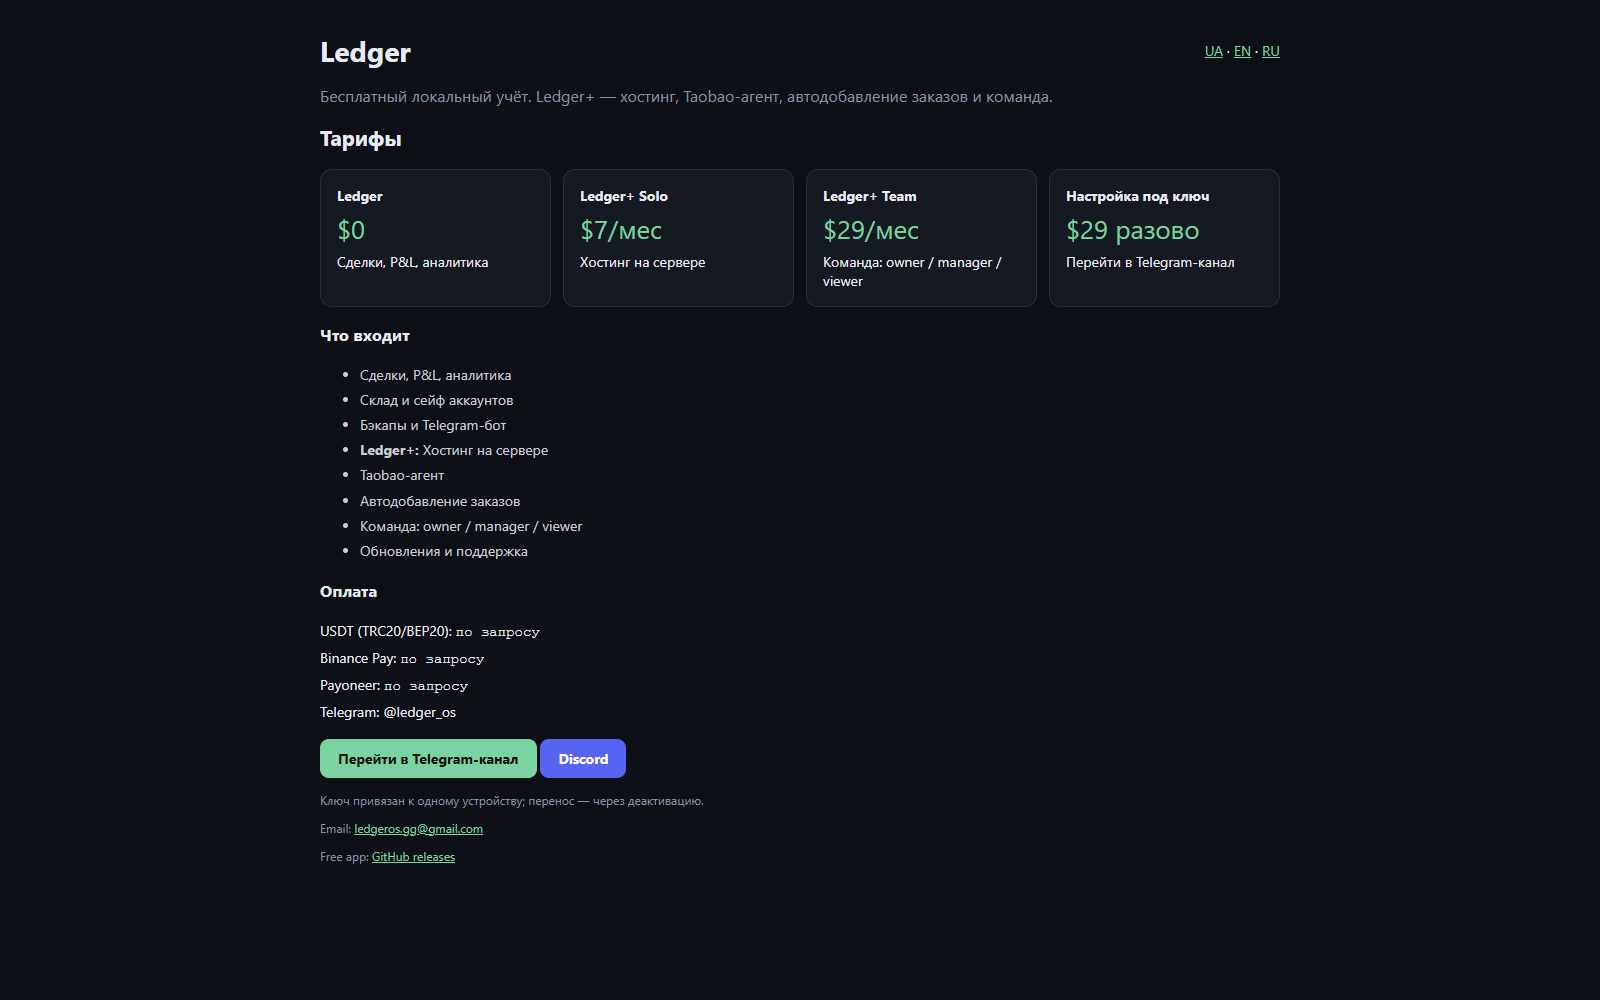 Ledger
UA · EN · RU
Бесплатный локальный учёт. Ledger+ — хостинг, Taobao-агент, автодобавление заказов и команда.
Тарифы
Ledger
$0
Сделки, P&L, аналитика
Ledger+ Solo
$7/мес
Хостинг на сервере
Ledger+ Team
$29/мес
Команда: owner / manager /
viewer
Настройка под ключ
$29 разово
Перейти в Telegram-канал
Что входит
Сделки, P&L, аналитика
Склад и сейф аккаунтов
Бэкапы и Telegram-бот
Ledger+: Хостинг на сервере
Taobao-агент
Автодобавление заказов
Команда: owner / manager / viewer
Обновления и поддержка
Оплата
USDT (TRC20/BEP20): по запросу
Binance Pay: по запросу
Payoneer: по запросу
Telegram: @ledger_os
Перейти в Telegram-канал
Discord
Ключ привязан к одному устройству; перенос — через деактивацию.
Email: ledgeros.gg@gmail.com
Free app: GitHub releases